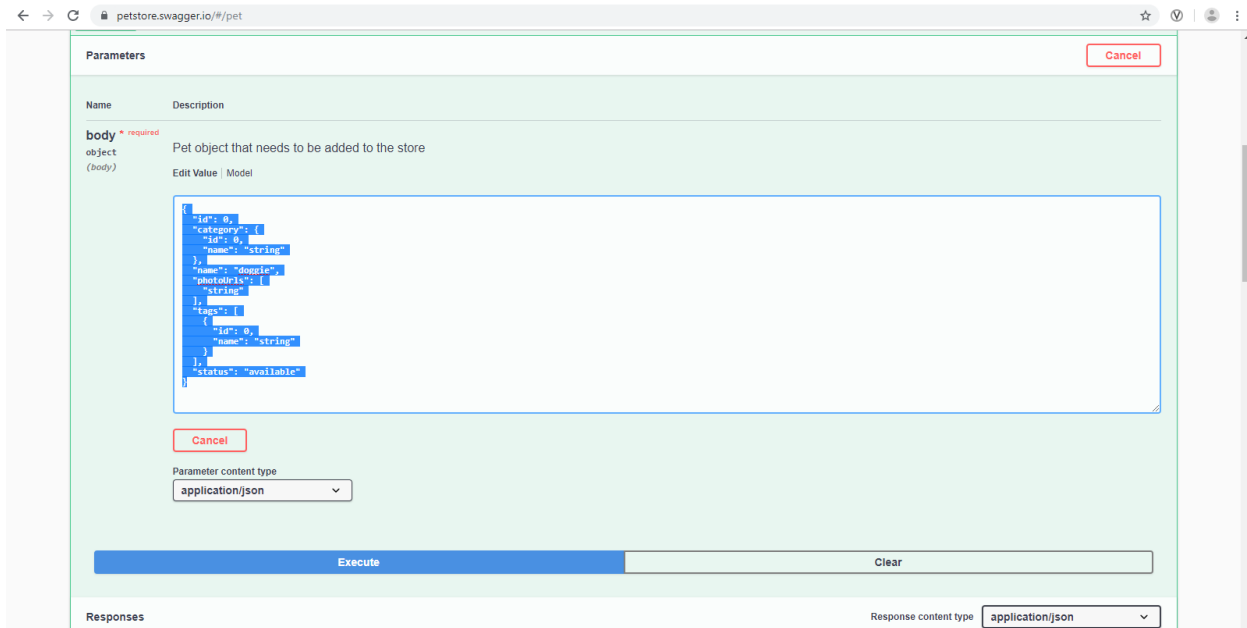 petstore.swagger.io/#/pet
Parameters
Cancel
Name Description
body * required
object
(body)
Pet object that needs to be added to the store
Edit Value | Model
{
"id": 0,
"category": {
"id": 0,
"name": "string"
},
"name": "doggie",
"photoUrls": [
"string"
],
"tags": [
{
"id": 0,
"name": "string"
}
],
"status": "available"
}
Cancel
Parameter content type
application/json
Execute
Clear
Responses
Response content type
application/json